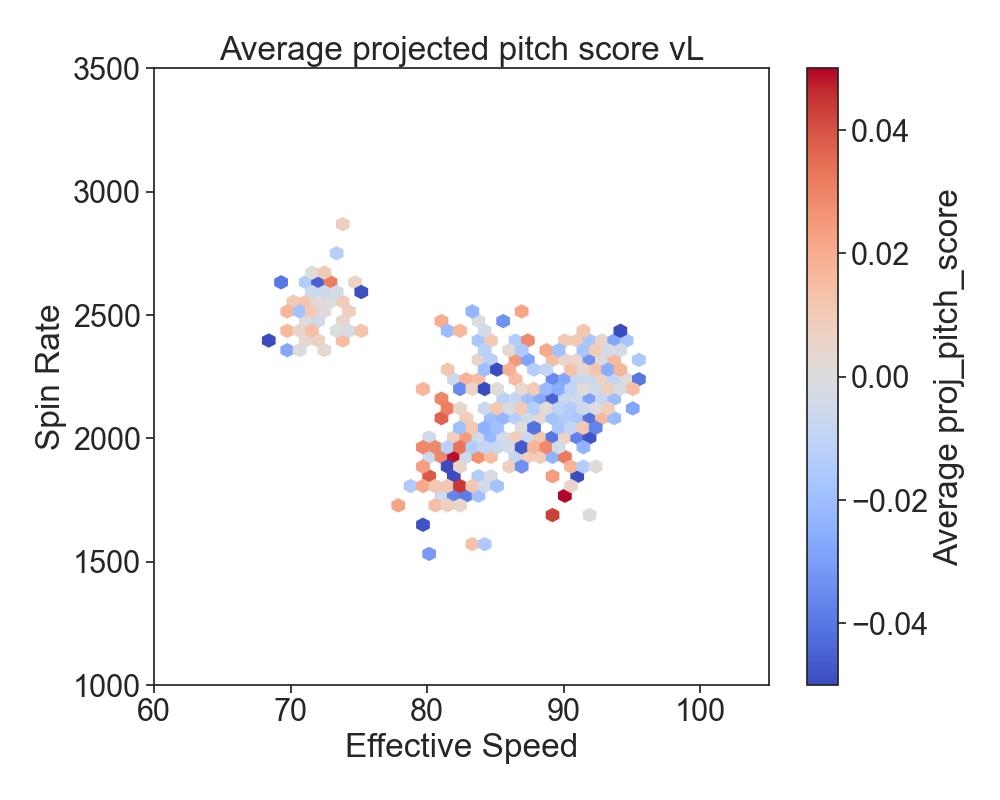 Average projected pitch score vL
3500
3000
2500
2000
1500
1000
Spin Rate
60 70 80 90 100
Effective Speed
0.04
0.02
0.00
−0.02
−0.04
Average proj_pitch_score